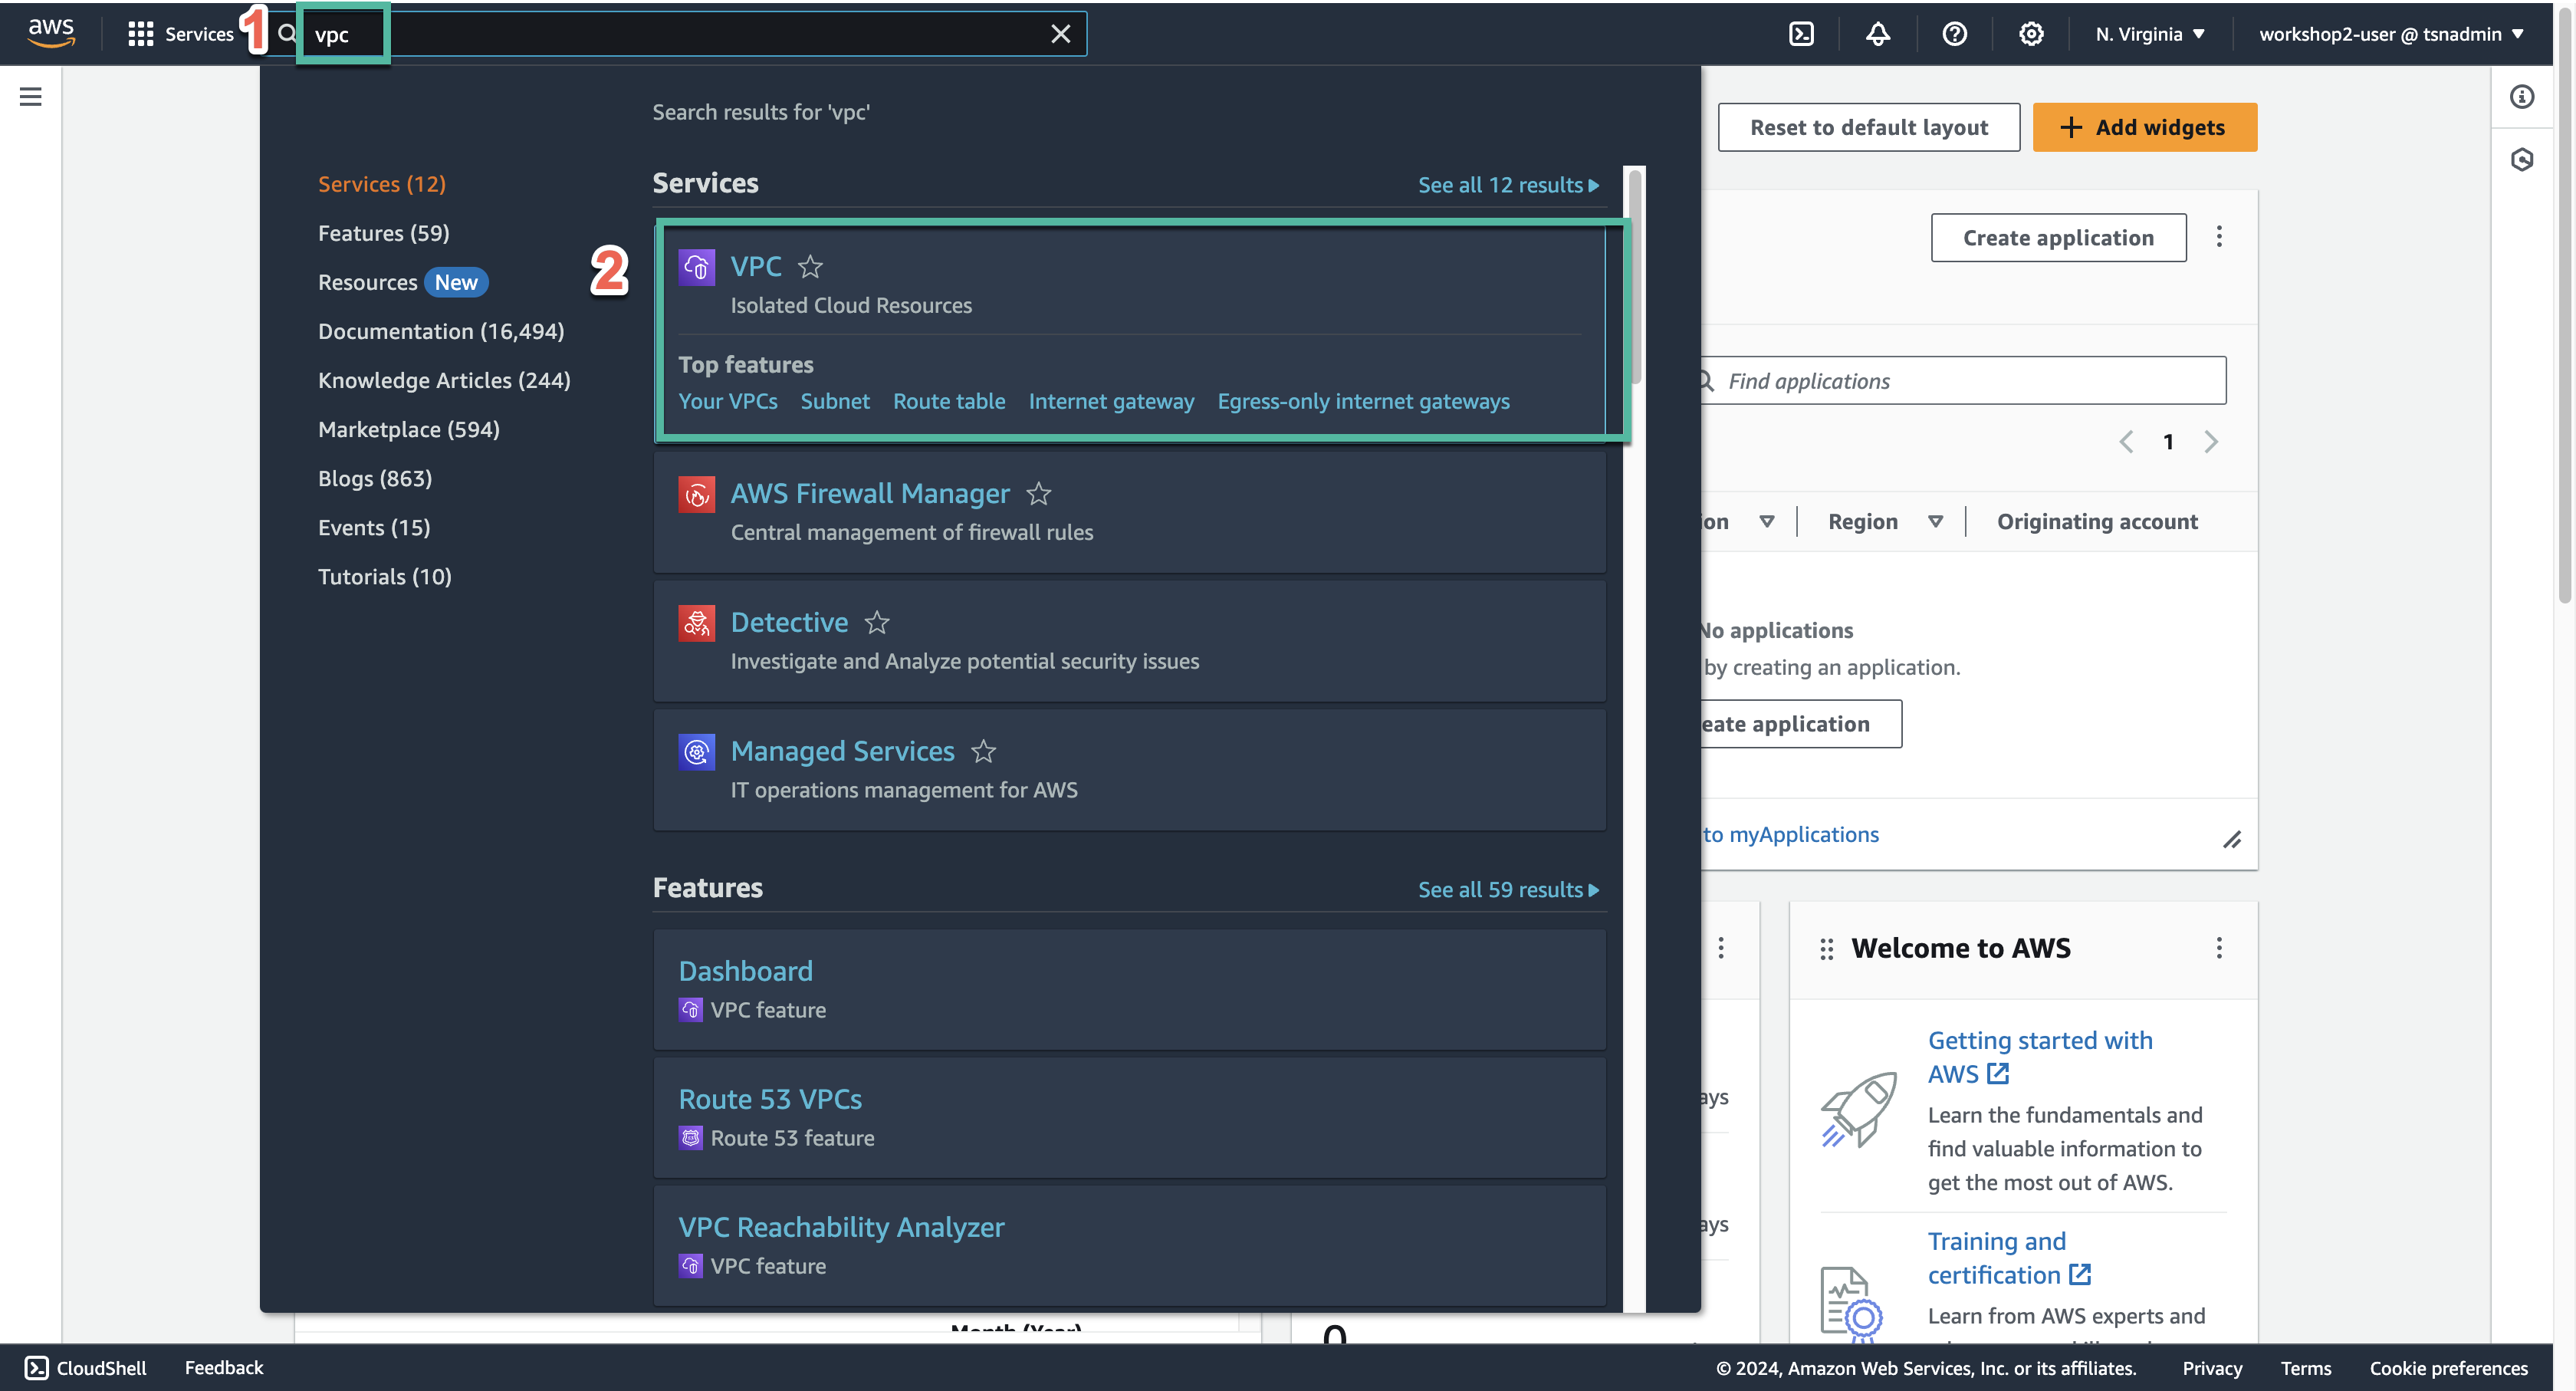 aws
Services
1
vpc
N. Virginia
workshop2-user @ tsnadmin
Search results for 'vpc'
Services (12)
Features (59)
Resources New
Documentation (16,494)
Knowledge Articles (244)
Marketplace (594)
Blogs (863)
Events (15)
Tutorials (10)
Services
See all 12 results
2
VPC
Isolated Cloud Resources
Top features
Your VPCs Subnet Route table Internet gateway Egress-only internet gateways
AWS Firewall Manager
Central management of firewall rules
Detective
Investigate and Analyze potential security issues
Managed Services
IT operations management for AWS
Features
See all 59 results
Dashboard
VPC feature
Route 53 VPCs
Route 53 feature
VPC Reachability Analyzer
VPC feature
Reset to default layout
Add widgets
Create application
Find applications
1
ion
Region
Originating account
No applications
by creating an application.
eate application
to myApplications
ays
ays
Welcome to AWS
Getting started with
AWS
Learn the fundamentals and
find valuable information to
get the most out of AWS.
Training and
certification
Learn from AWS experts and
Month (Year)
0
CloudShell
Feedback
© 2024, Amazon Web Services, Inc. or its affiliates.
Privacy
Terms
Cookie preferences